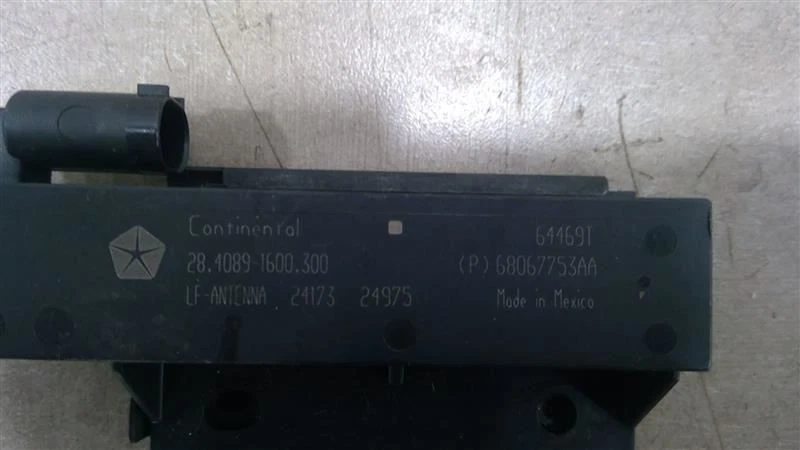 Continental 64469T
28.4089-1600.300 (P) 68067753AA
LF-ANTENNA 24173 24975 Made in Mexico